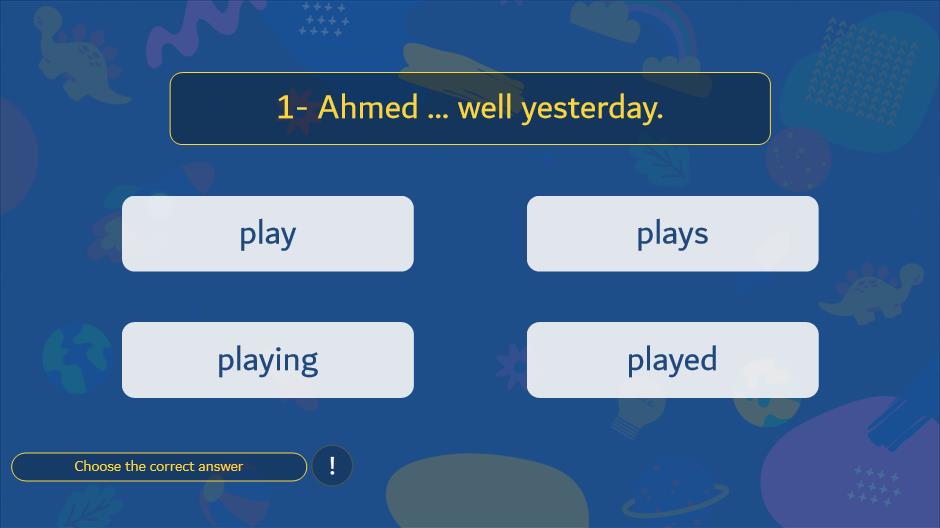 1- Ahmed ... well yesterday.
play
plays
playing
played
Choose the correct answer
!